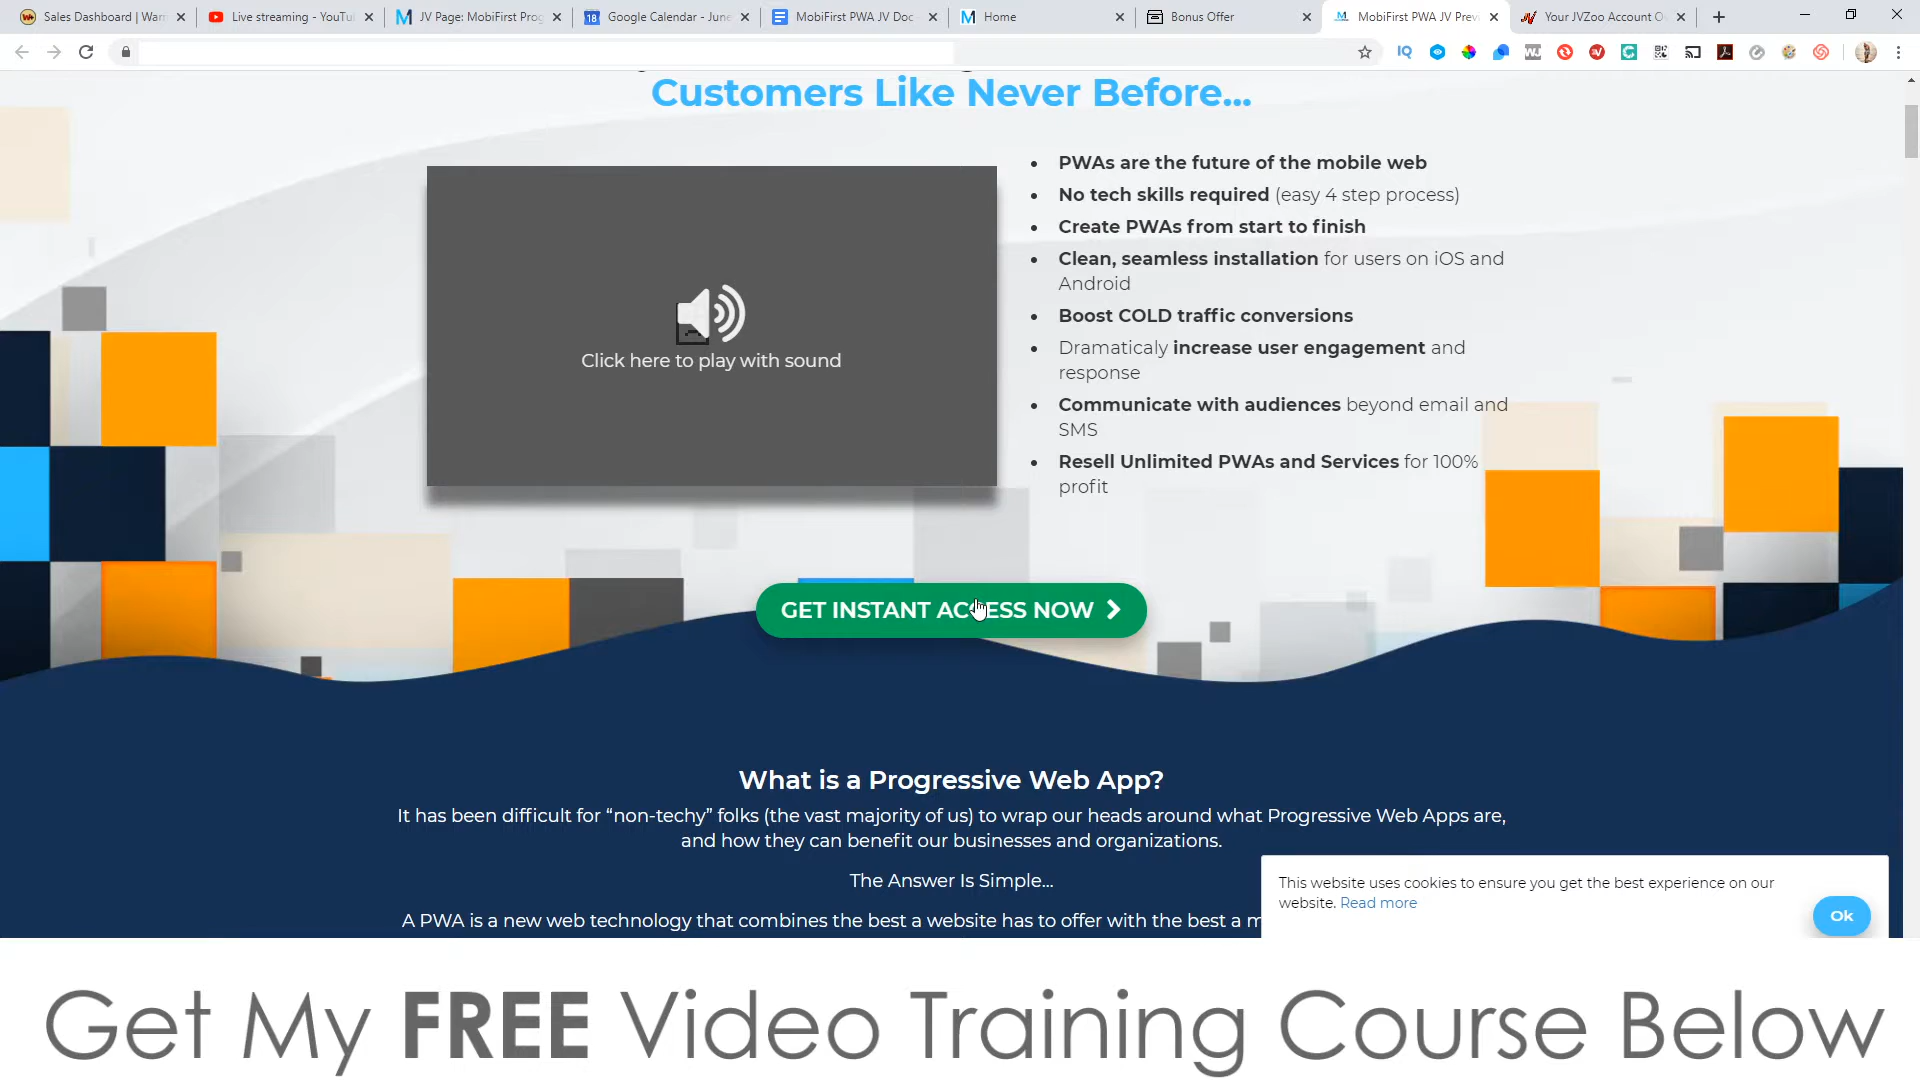 Sales Dashboard | War
Live streaming - YouTu
JV Page: MobiFirst Prog
Google Calendar - June
MobiFirst PWA JV Doc
Home
Bonus Offer
MobiFirst PWA JV Prev
Your JVZoo Account O
Customers Like Never Before...
Click here to play with sound
PWAs are the future of the mobile web
No tech skills required (easy 4 step process)
Create PWAs from start to finish
Clean, seamless installation for users on iOS and
Android
Boost COLD traffic conversions
Dramaticaly increase user engagement and
response
Communicate with audiences beyond email and
SMS
Resell Unlimited PWAs and Services for 100%
profit
GET INSTANT ACCESS NOW
What is a Progressive Web App?
It has been difficult for “non-techy” folks (the vast majority of us) to wrap our heads around what Progressive Web Apps are,
and how they can benefit our businesses and organizations.
The Answer Is Simple...
A PWA is a new web technology that combines the best a website has to offer with the best a m
This website uses cookies to ensure you get the best experience on our
website. Read more
Ok
Get My FREE Video Training Course Below